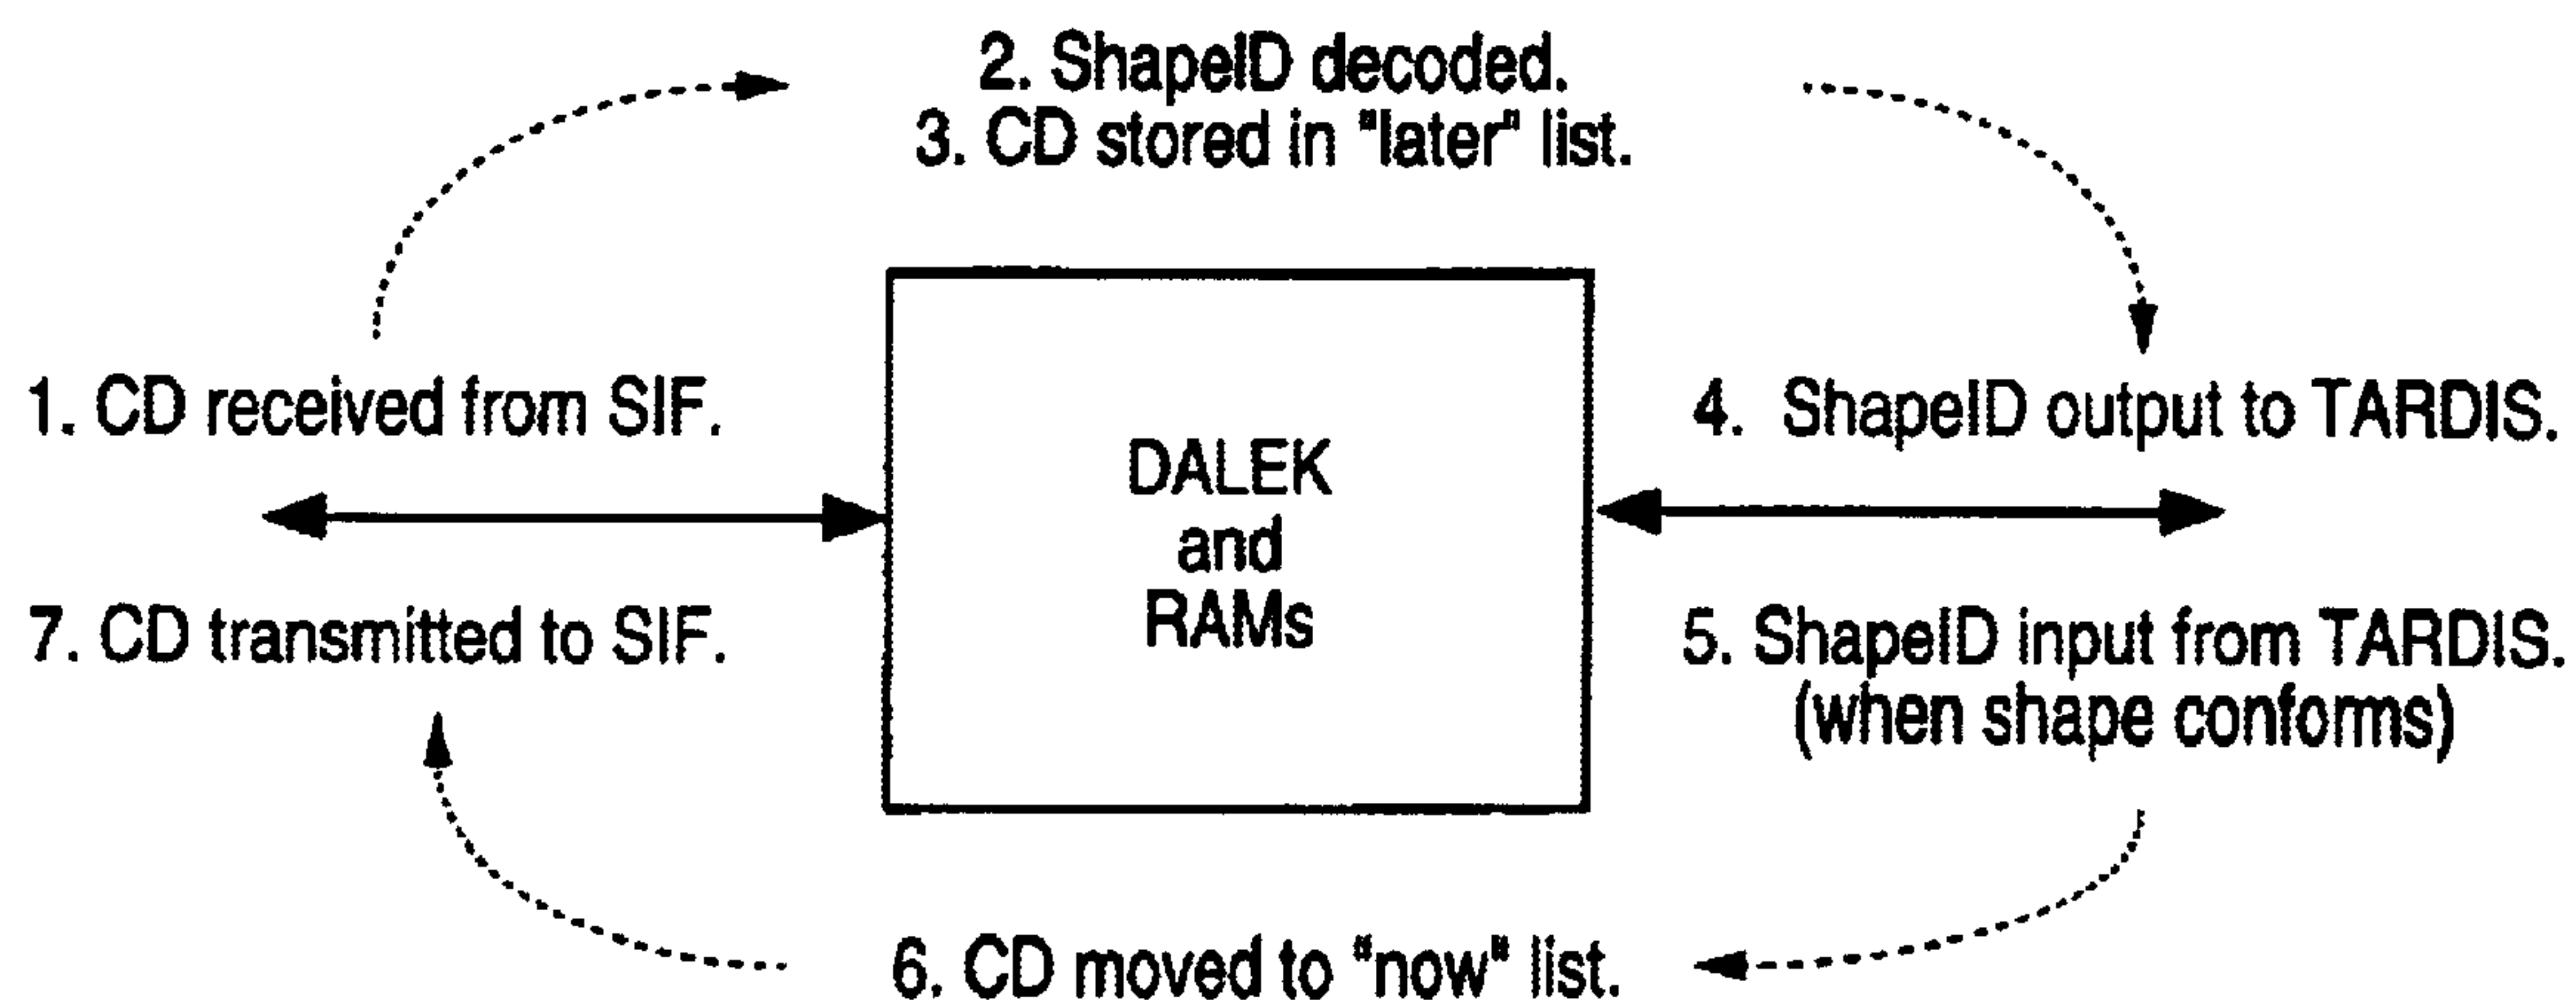 2. ShapeID decoded.
3. CD stored in "later" list.
1. CD received from SIF.
4. ShapeID output to TARDIS.
DALEK
and
RAMs
7. CD transmitted to SIF.
5. ShapeID input from TARDIS.
(when shape conforms)
6. CD moved to "now" list.